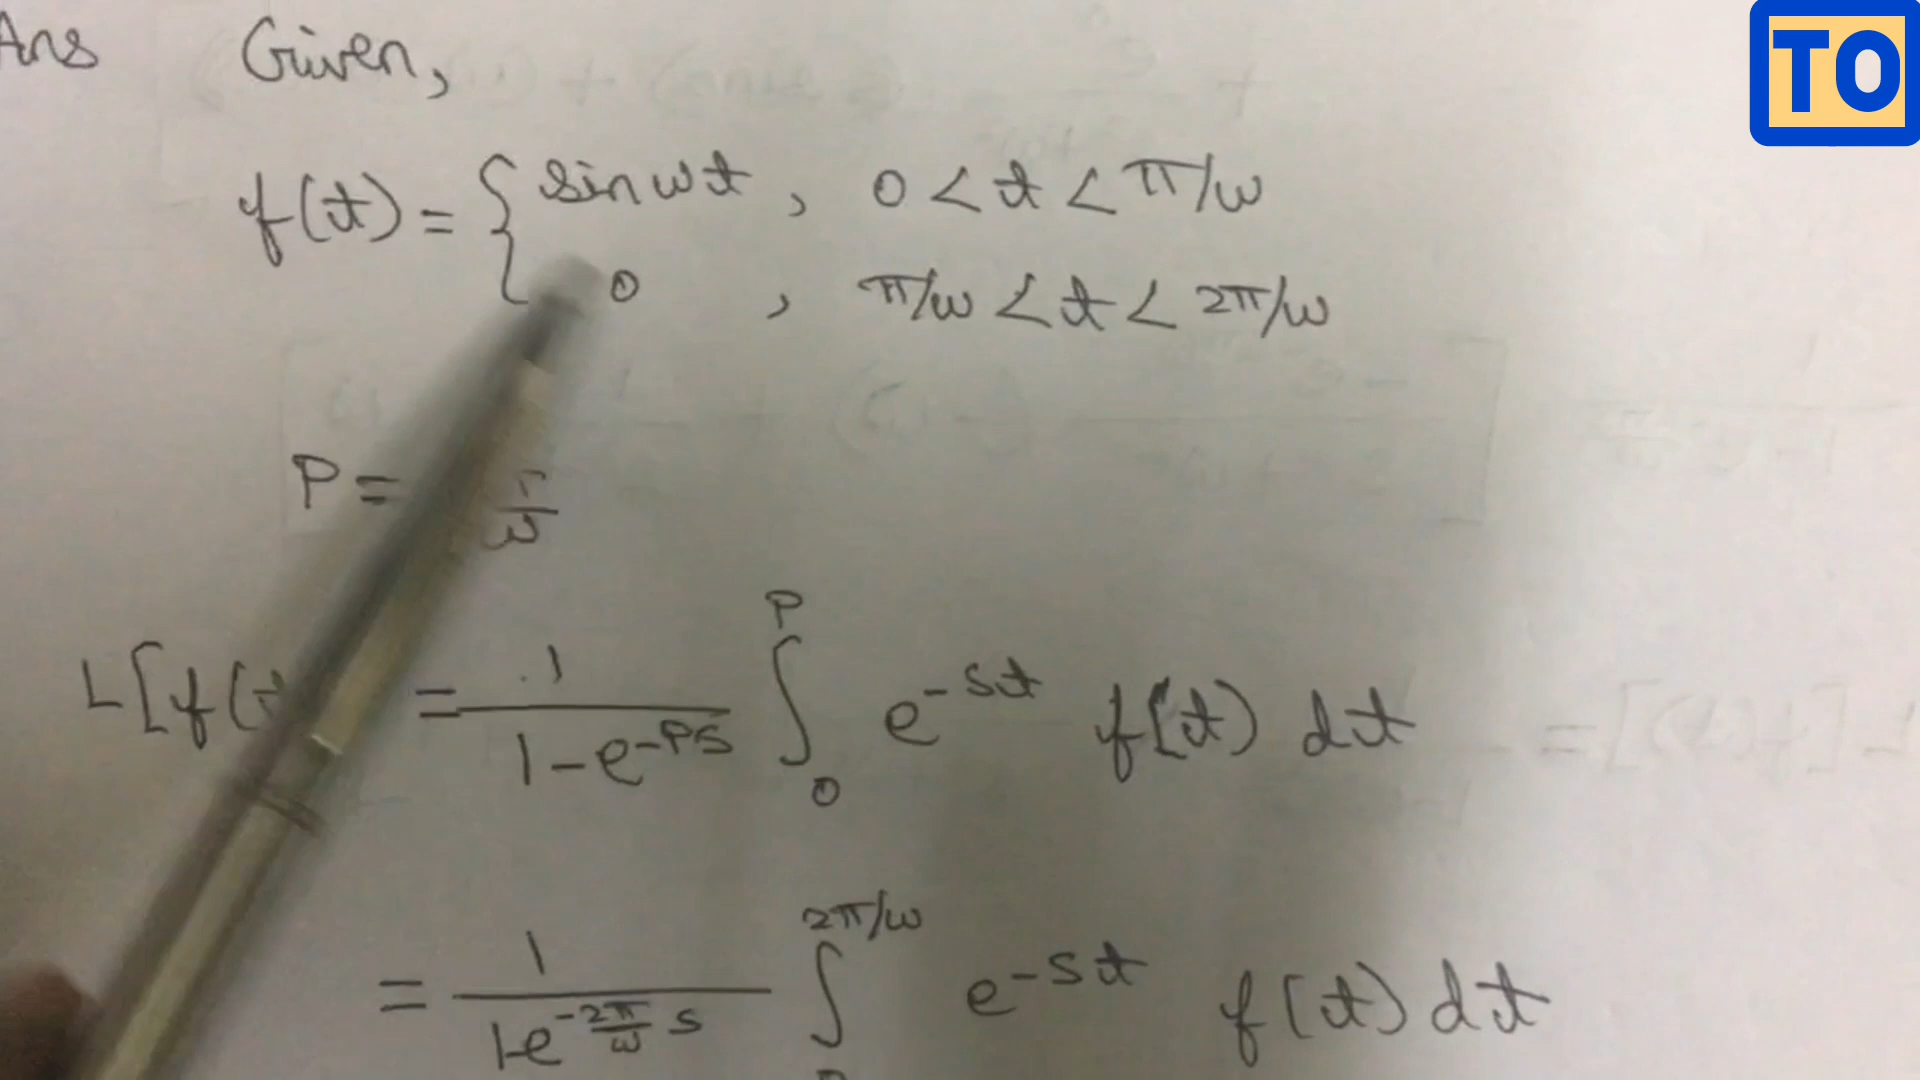 Ans Given,
TO
f(t) = { sin ωt , 0 < t < π/ω
0 , π/ω < t < 2π/ω
P = ω
L[f(t = 1 / 1-e^-PS ∫_0^P e^-st f(t) dt
= 1 / 1-e^-2π/ω s ∫^2π/ω e^-st f(t) dt